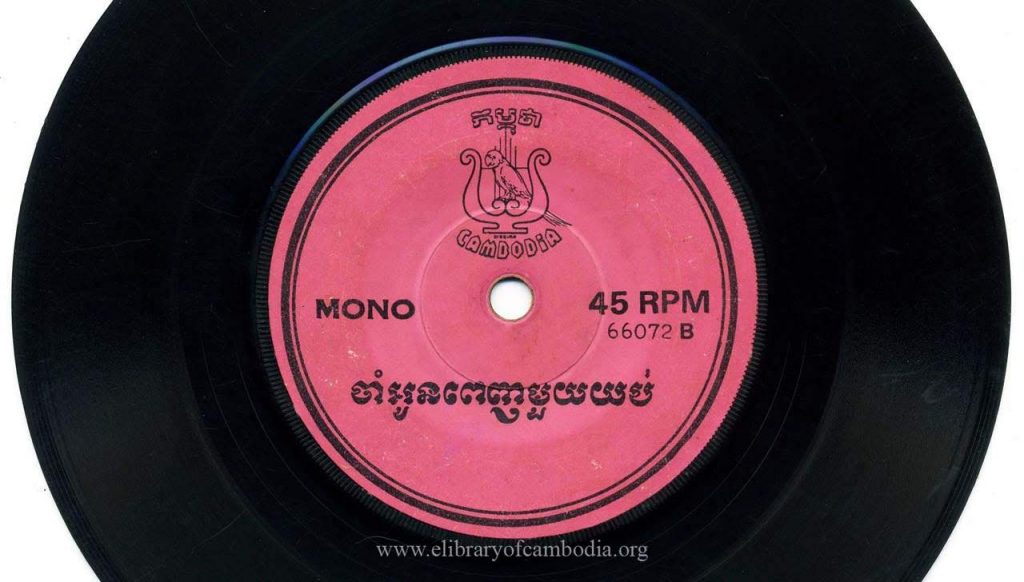 កម្ពុជា
CAMBODIA
MONO
45 RPM
66072 B
ចាំអូនពេញមួយយប់
www.elibraryofcambodia.org